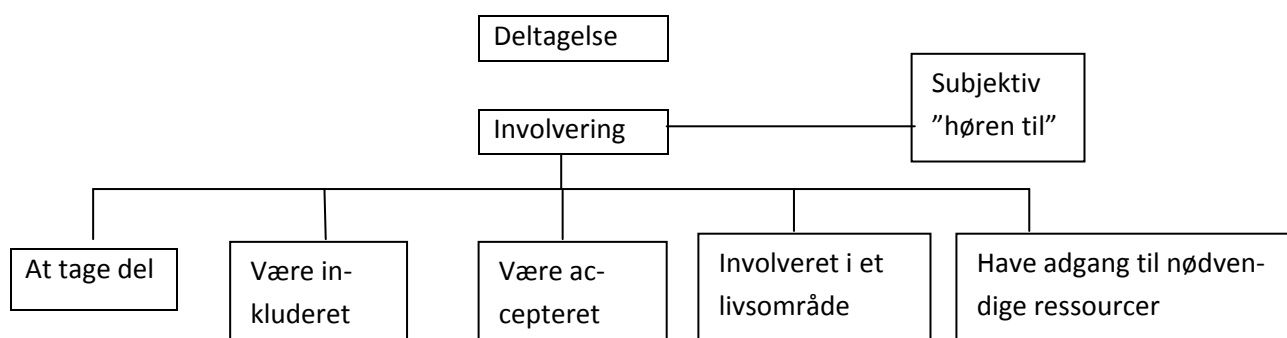 Deltagelse
Subjektiv
”høren til”
Involvering
At tage del
Være in-
kluderet
Være ac-
cepteret
Involveret i et
livsområde
Have adgang til nødven-
dige ressourcer